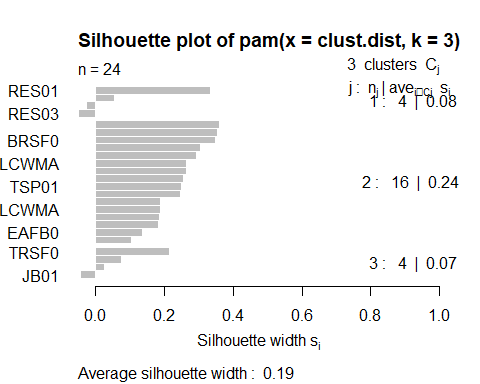 Silhouette plot of pam(x = clust.dist, k = 3)
n = 24
3 clusters Cj
j : nj | avei∈Cj si
RES01
1 : 4 | 0.08
RES03
BRSF0
LCWMA
2 : 16 | 0.24
TSP01
LCWMA
EAFB0
TRSF0
3 : 4 | 0.07
JB01
0.0 0.2 0.4 0.6 0.8 1.0
Silhouette width si
Average silhouette width : 0.19